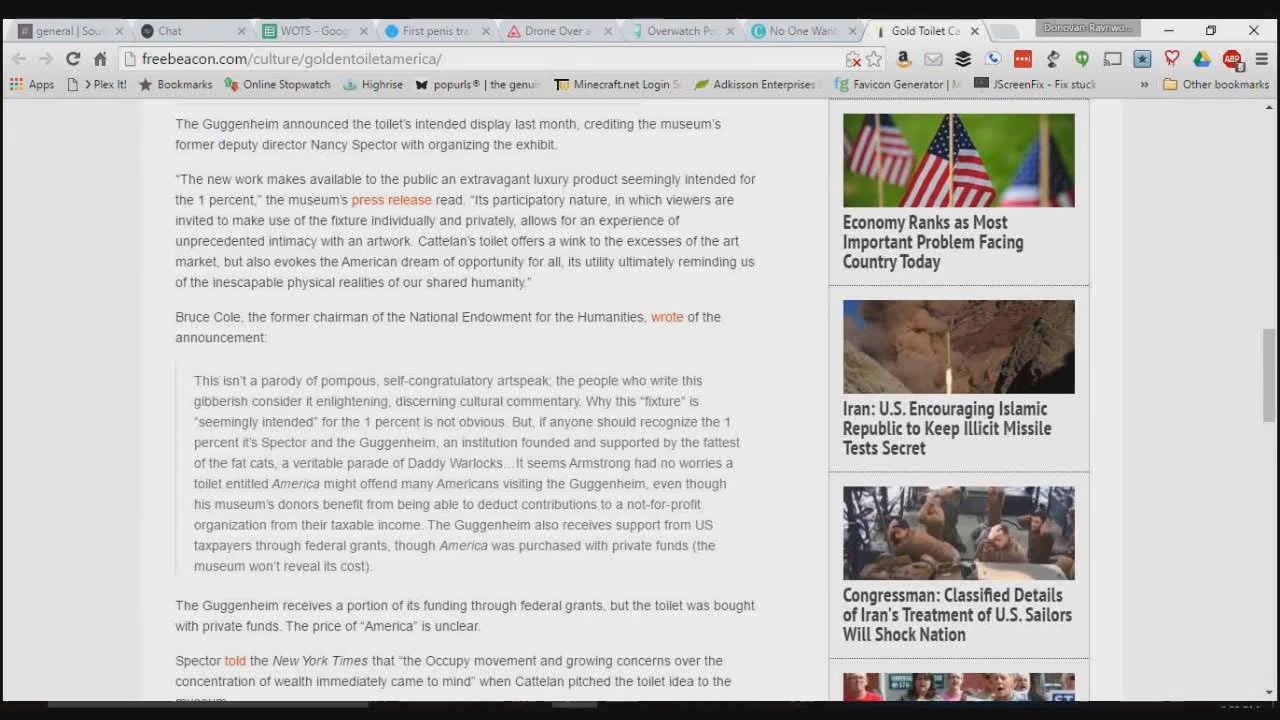 general | Sout
Chat
WOTS - Goog
First penis tra
Drone Over a
Overwatch Pu
No One Want
Gold Toilet Ca
Donovan-Ravnwo
freebeacon.com/culture/goldentoiletamerica/
ABP
Apps
> Plex It!
Bookmarks
Online Stopwatch
Highrise
popurls® | the genuin
Minecraft.net Login S
Adkisson Enterprises
Favicon Generator | M
JScreenFix - Fix stuck
»
Other bookmarks
The Guggenheim announced the toilet's intended display last month, crediting the museum's
former deputy director Nancy Spector with organizing the exhibit.
“The new work makes available to the public an extravagant luxury product seemingly intended for
the 1 percent,” the museum's press release read. “Its participatory nature, in which viewers are
invited to make use of the fixture individually and privately, allows for an experience of
unprecedented intimacy with an artwork. Cattelan's toilet offers a wink to the excesses of the art
market, but also evokes the American dream of opportunity for all, its utility ultimately reminding us
of the inescapable physical realities of our shared humanity.”
Bruce Cole, the former chairman of the National Endowment for the Humanities, wrote of the
announcement:
This isn't a parody of pompous, self-congratulatory artspeak; the people who write this
gibberish consider it enlightening, discerning cultural commentary. Why this “fixture” is
“seemingly intended” for the 1 percent is not obvious. But, if anyone should recognize the 1
percent it's Spector and the Guggenheim, an institution founded and supported by the fattest
of the fat cats, a veritable parade of Daddy Warlocks…It seems Armstrong had no worries a
toilet entitled America might offend many Americans visiting the Guggenheim, even though
his museum's donors benefit from being able to deduct contributions to a not-for-profit
organization from their taxable income. The Guggenheim also receives support from US
taxpayers through federal grants, though America was purchased with private funds (the
museum won't reveal its cost).
The Guggenheim receives a portion of its funding through federal grants, but the toilet was bought
with private funds. The price of “America” is unclear.
Spector told the New York Times that “the Occupy movement and growing concerns over the
concentration of wealth immediately came to mind” when Cattelan pitched the toilet idea to the
museum.
Economy Ranks as Most
Important Problem Facing
Country Today
Iran: U.S. Encouraging Islamic
Republic to Keep Illicit Missile
Tests Secret
Congressman: Classified Details
of Iran's Treatment of U.S. Sailors
Will Shock Nation